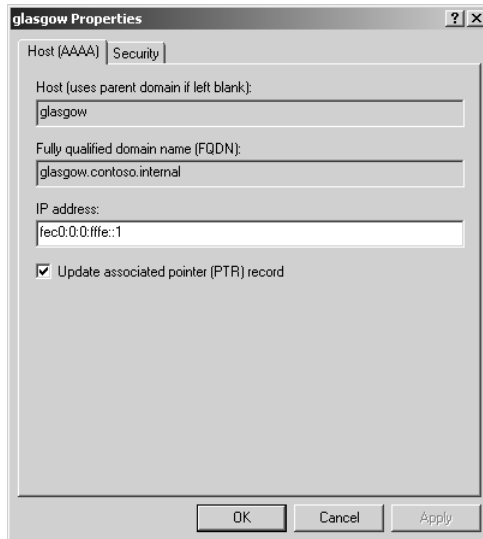 glasgow Properties
Host (AAAA) Security
Host (uses parent domain if left blank):
glasgow
Fully qualified domain name (FQDN):
glasgow.contoso.internal
IP address:
fec0:0:0:fffe::1
Update associated pointer (PTR) record
OK Cancel Apply